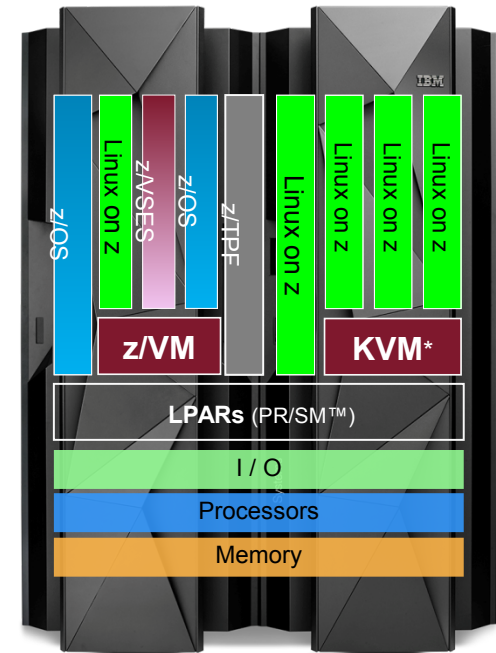 IBM
z/OS
Linux on z
z/VSES
z/OS
z/TPF
Linux on z
Linux on z
Linux on z
Linux on z
z/VM
KVM*
LPARs (PR/SM™)
I / O
Processors
Memory